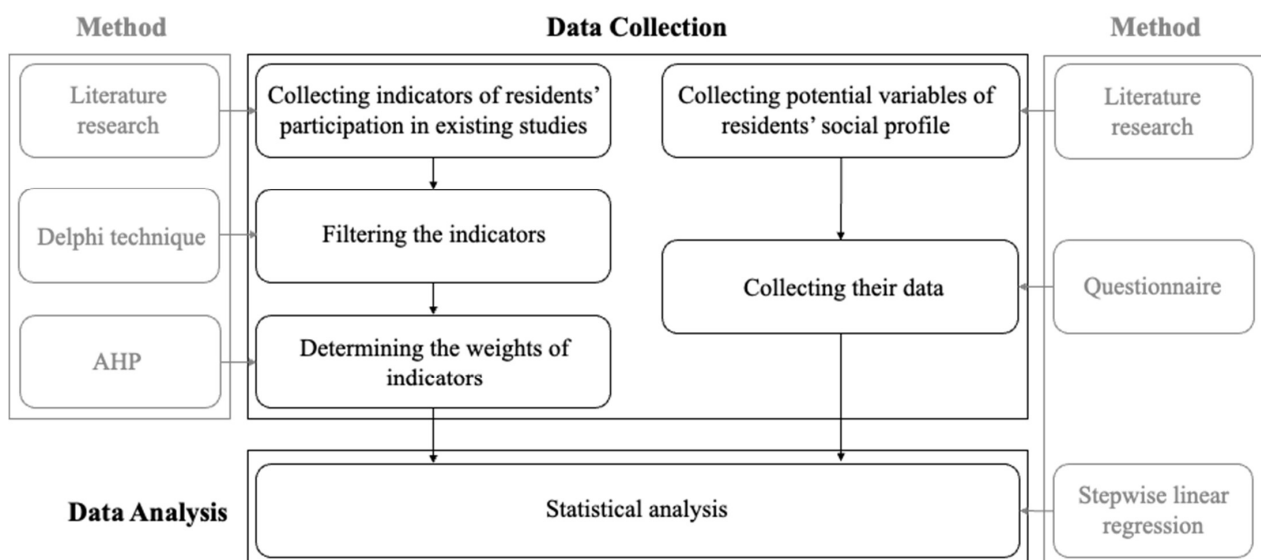 Method
Data Collection
Method
Literature
research
Collecting indicators of residents’
participation in existing studies
Collecting potential variables of
residents’ social profile
Literature
research
Delphi technique
Filtering the indicators
Collecting their data
Questionnaire
AHP
Determining the weights of
indicators
Data Analysis
Statistical analysis
Stepwise linear
regression